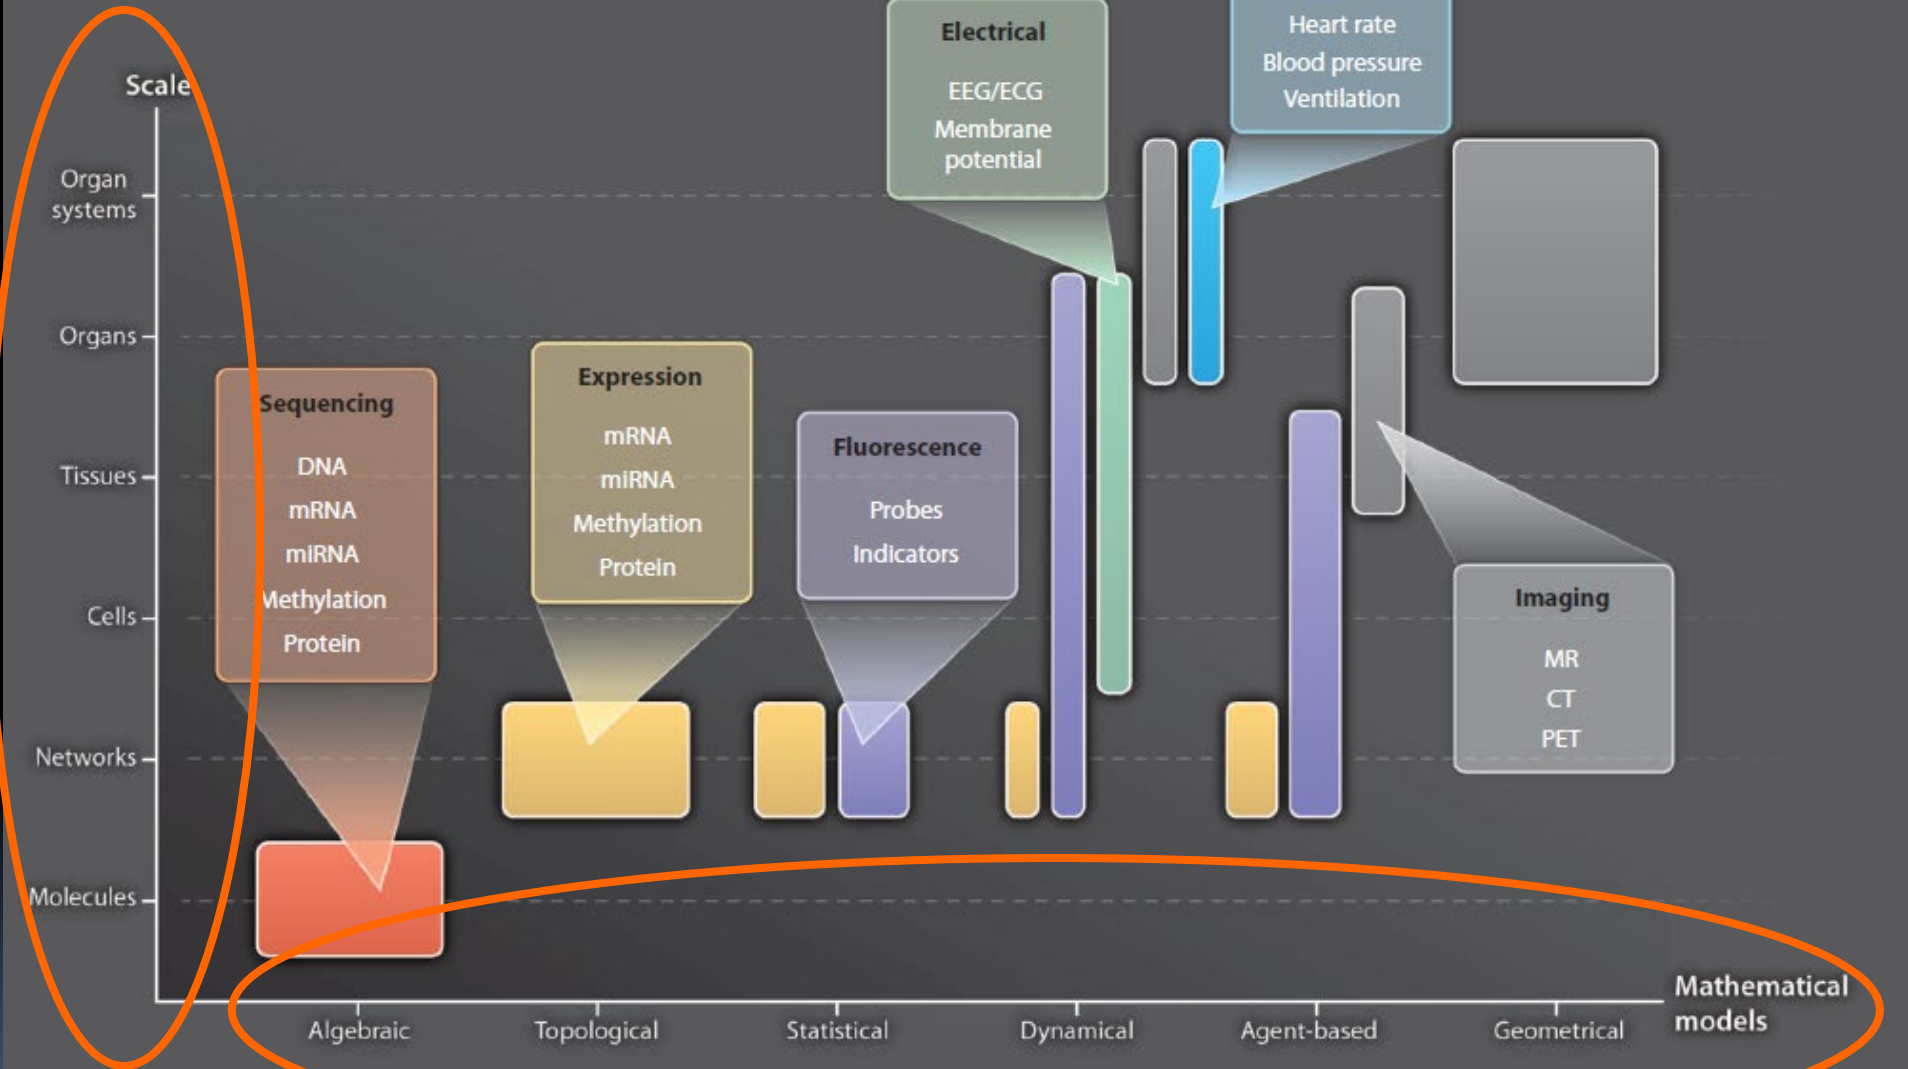 Scale
Organ
systems
Organs
Tissues
Cells
Networks
Molecules
Sequencing
DNA
mRNA
miRNA
Methylation
Protein
Expression
mRNA
miRNA
Methylation
Protein
Fluorescence
Probes
Indicators
Electrical
EEG/ECG
Membrane
potential
Heart rate
Blood pressure
Ventilation
Imaging
MR
CT
PET
Algebraic
Topological
Statistical
Dynamical
Agent-based
Geometrical
Mathematical
models